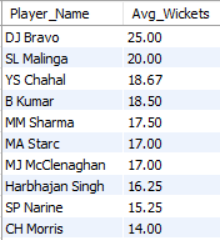 Player_Name Avg_Wickets
DJ Bravo 25.00
SL Malinga 20.00
YS Chahal 18.67
B Kumar 18.50
MM Sharma 17.50
MA Starc 17.00
MJ McClenaghan 17.00
Harbhajan Singh 16.25
SP Narine 15.25
CH Morris 14.00